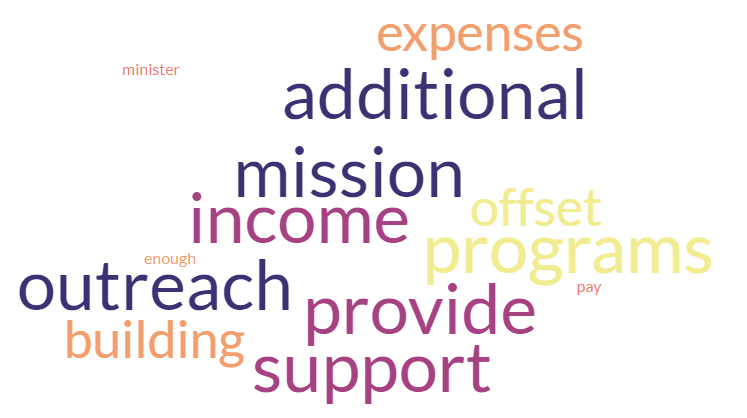 expenses
minister
additional
mission
offset
income
programs
enough
outreach
pay
provide
building
support